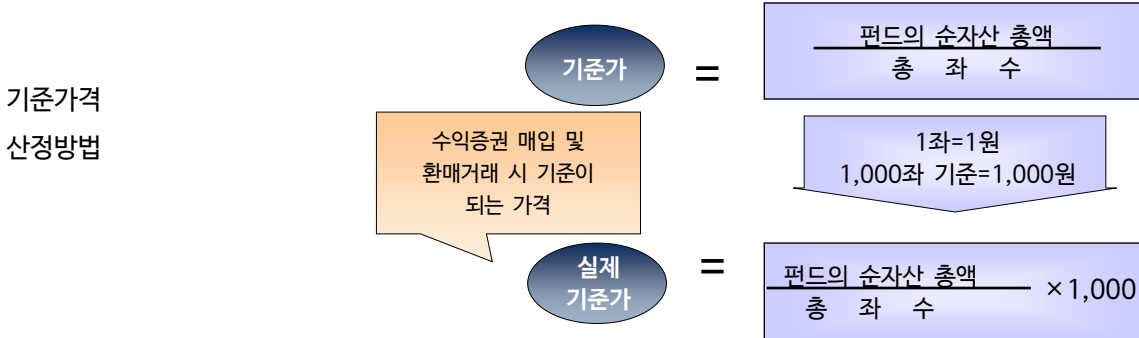 기준가격
산정방법
기준가
=
펀드의 순자산 총액
총 좌 수
수익증권 매입 및
환매거래 시 기준이
되는 가격
1좌=1원
1,000좌 기준=1,000원
실제
기준가
=
펀드의 순자산 총액
총 좌 수
×1,000